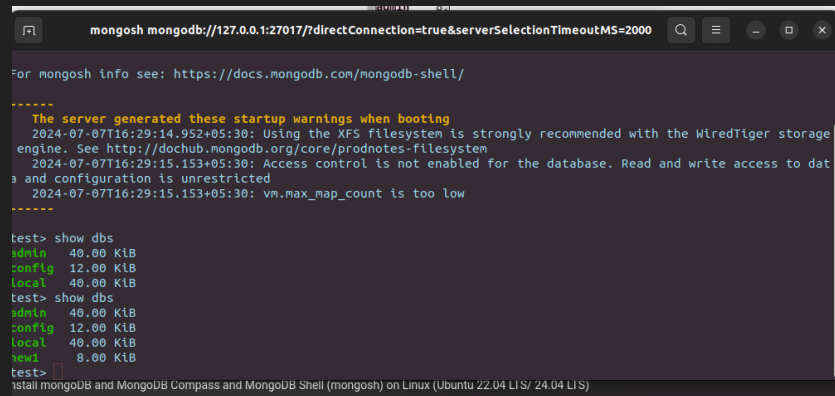 mongosh mongodb://127.0.0.1:27017/?directConnection=true&serverSelectionTimeoutMS=2000
For mongosh info see: https://docs.mongodb.com/mongodb-shell/
------
The server generated these startup warnings when booting
2024-07-07T16:29:14.952+05:30: Using the XFS filesystem is strongly recommended with the WiredTiger storage
engine. See http://dochub.mongodb.org/core/prodnotes-filesystem
2024-07-07T16:29:15.153+05:30: Access control is not enabled for the database. Read and write access to dat
a and configuration is unrestricted
2024-07-07T16:29:15.153+05:30: vm.max_map_count is too low
------
test> show dbs
admin 40.00 KiB
config 12.00 KiB
local 40.00 KiB
test> show dbs
admin 40.00 KiB
config 12.00 KiB
local 40.00 KiB
new1 8.00 KiB
test>
nstall mongoDB and MongoDB Compass and MongoDB Shell (mongosh) on Linux (Ubuntu 22.04 LTS/ 24.04 LTS)